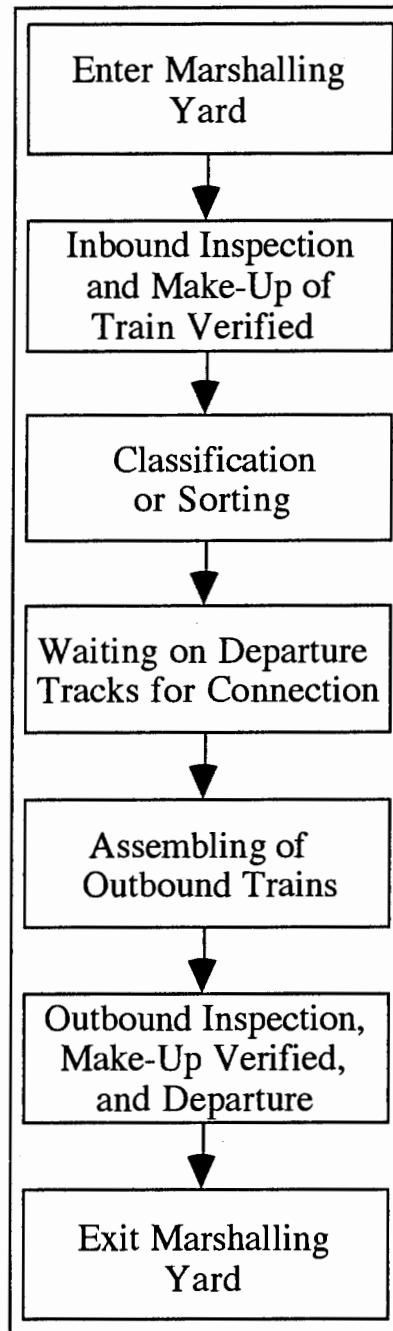 Enter Marshalling
Yard
Inbound Inspection
and Make-Up of
Train Verified
Classification
or Sorting
Waiting on Departure
Tracks for Connection
Assembling of
Outbound Trains
Outbound Inspection,
Make-Up Verified,
and Departure
Exit Marshalling
Yard